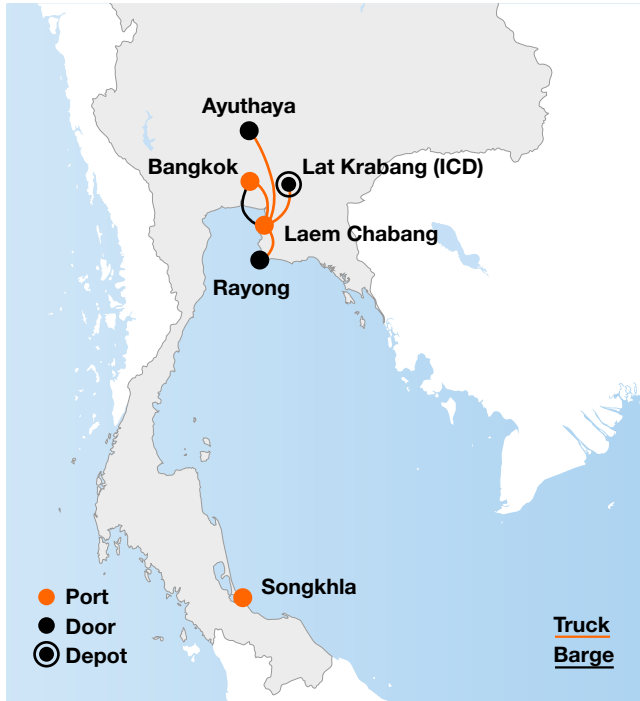 Ayuthaya
Bangkok
Lat Krabang (ICD)
Laem Chabang
Rayong
Songkhla
Port
Door
Depot
Truck
Barge